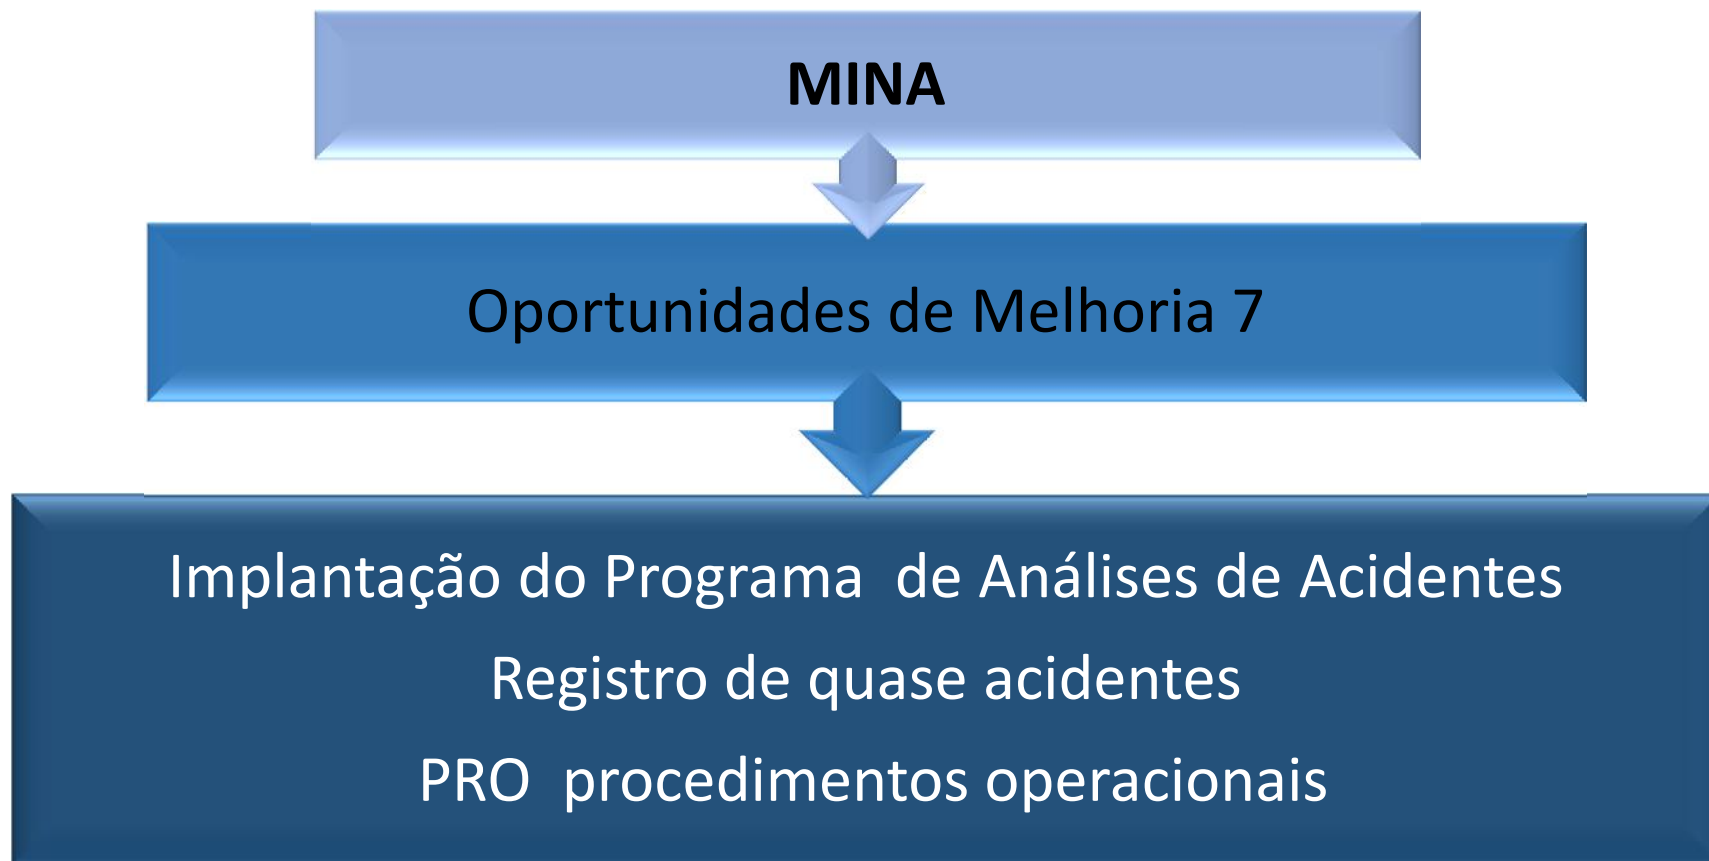 MINA
Oportunidades de Melhoria 7
Implantação do Programa  de Análises de Acidentes
Registro de quase acidentes
PRO  procedimentos operacionais